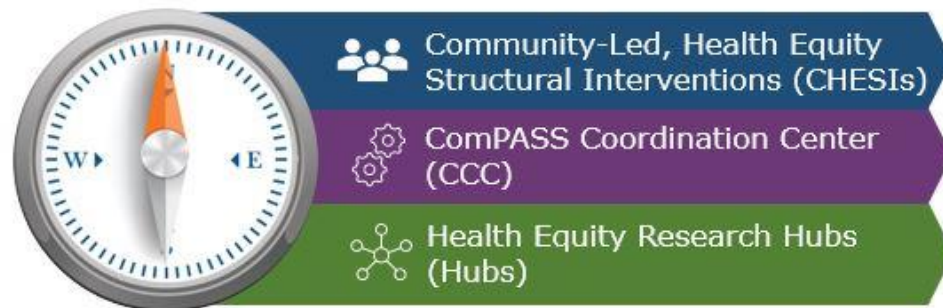 Community-Led, Health Equity
Structural Interventions (CHESIs)
ComPASS Coordination Center
(CCC)
Health Equity Research Hubs
(Hubs)
W
E